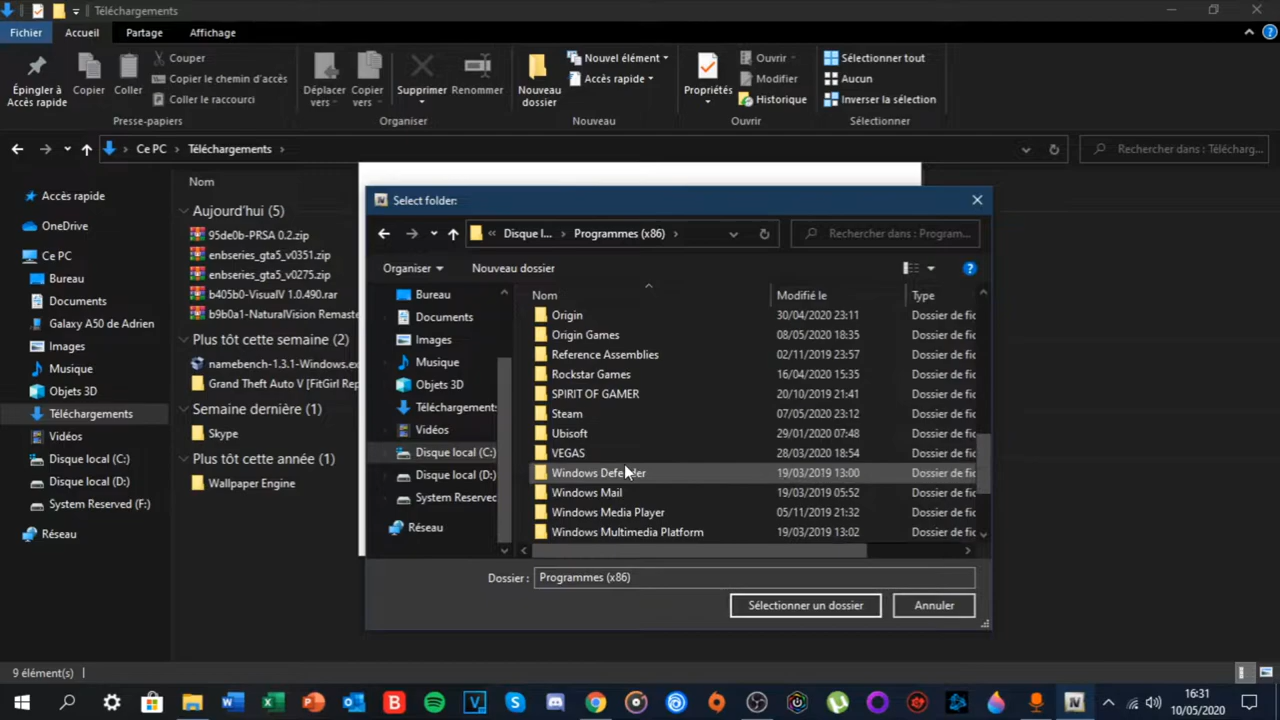 Téléchargements
Fichier Accueil Partage Affichage
Épingler à Accès rapide
Copier
Coller
Couper
Copier le chemin d'accès
Coller le raccourci
Presse-papiers
Déplacer vers
Copier vers
Supprimer
Renommer
Organiser
Nouveau dossier
Nouvel élément
Accès rapide
Nouveau
Propriétés
Ouvrir
Modifier
Historique
Ouvrir
Sélectionner tout
Aucun
Inverser la sélection
Sélectionner
Ce PC > Téléchargements >
Rechercher dans : Télécharg...
Accès rapide
OneDrive
Ce PC
Bureau
Documents
Galaxy A50 de Adrien
Images
Musique
Objets 3D
Téléchargements
Vidéos
Disque local (C:)
Disque local (D:)
System Reserved (F:)
Réseau
Nom
Aujourd'hui (5)
95de0b-PRSA 0.2.zip
enbseries_gta5_v0351.zip
enbseries_gta5_v0275.zip
b405b0-VisualV 1.0.490.rar
b9b0a1-NaturalVision Remaste
Plus tôt cette semaine (2)
namebench-1.3.1-Windows.ex
Grand Theft Auto V [FitGirl Rep
Semaine dernière (1)
Skype
Plus tôt cette année (1)
Wallpaper Engine
Select folder:
« Disque l... > Programmes (x86) >
Rechercher dans : Program...
Organiser Nouveau dossier
Bureau
Documents
Images
Musique
Objets 3D
Téléchargements
Vidéos
Disque local (C:)
Disque local (D:)
System Reserved
Réseau
Nom Modifié le Type
Origin 30/04/2020 23:11 Dossier de fic
Origin Games 08/05/2020 18:35 Dossier de fic
Reference Assemblies 02/11/2019 23:57 Dossier de fic
Rockstar Games 16/04/2020 15:35 Dossier de fic
SPIRIT OF GAMER 20/10/2019 21:41 Dossier de fic
Steam 07/05/2020 23:12 Dossier de fic
Ubisoft 29/01/2020 07:48 Dossier de fic
VEGAS 28/03/2020 18:54 Dossier de fic
Windows Defender 19/03/2019 13:00 Dossier de fic
Windows Mail 19/03/2019 05:52 Dossier de fic
Windows Media Player 05/11/2019 21:32 Dossier de fic
Windows Multimedia Platform 19/03/2019 13:02 Dossier de fic
Dossier : Programmes (x86)
Sélectionner un dossier Annuler
9 élément(s)
16:31
10/05/2020